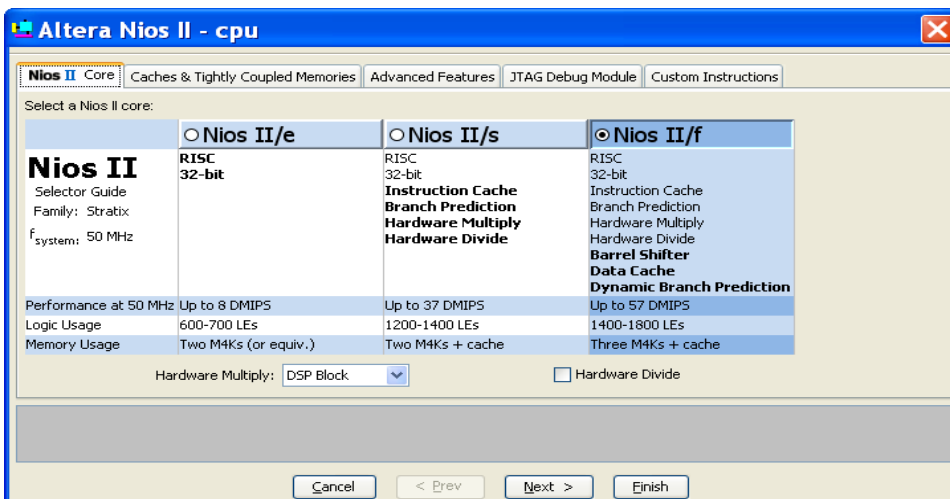 Altera Nios II - cpu
Nios II Core Caches & Tightly Coupled Memories Advanced Features JTAG Debug Module Custom Instructions
Select a Nios II core:
Nios II/e Nios II/s Nios II/f
Nios II
Selector Guide
Family: Stratix
fsystem: 50 MHz
RISC
32-bit
RISC
32-bit
Instruction Cache
Branch Prediction
Hardware Multiply
Hardware Divide
RISC
32-bit
Instruction Cache
Branch Prediction
Hardware Multiply
Hardware Divide
Barrel Shifter
Data Cache
Dynamic Branch Prediction
Performance at 50 MHz Up to 8 DMIPS Up to 37 DMIPS Up to 57 DMIPS
Logic Usage 600-700 LEs 1200-1400 LEs 1400-1800 LEs
Memory Usage Two M4Ks (or equiv.) Two M4Ks + cache Three M4Ks + cache
Hardware Multiply: DSP Block Hardware Divide
Cancel < Prev Next > Finish